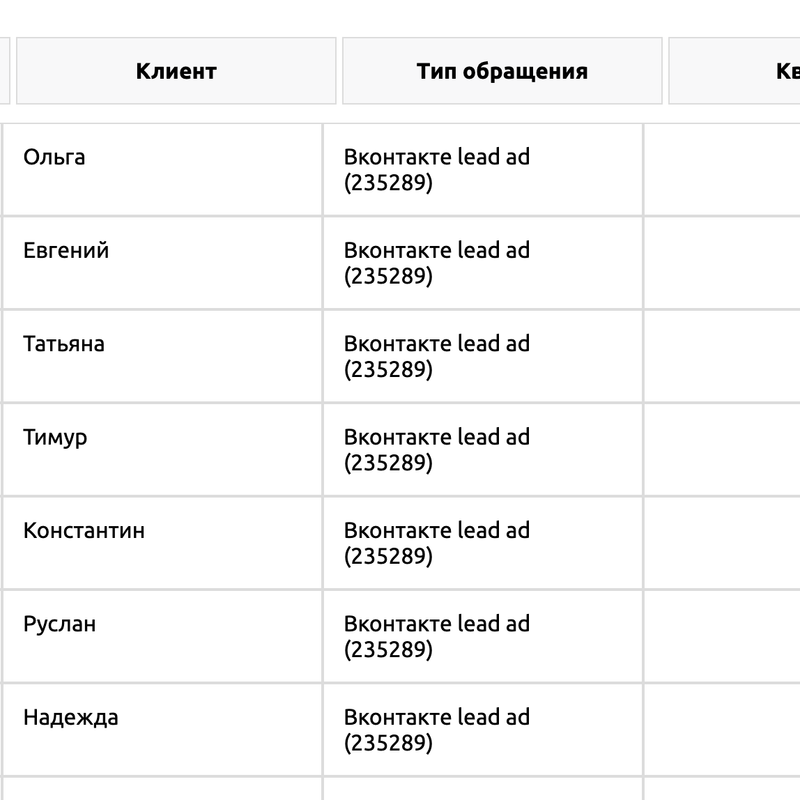 Клиент
Тип обращения
Кв
Ольга
Вконтакте lead ad
(235289)
Евгений
Вконтакте lead ad
(235289)
Татьяна
Вконтакте lead ad
(235289)
Тимур
Вконтакте lead ad
(235289)
Константин
Вконтакте lead ad
(235289)
Руслан
Вконтакте lead ad
(235289)
Надежда
Вконтакте lead ad
(235289)